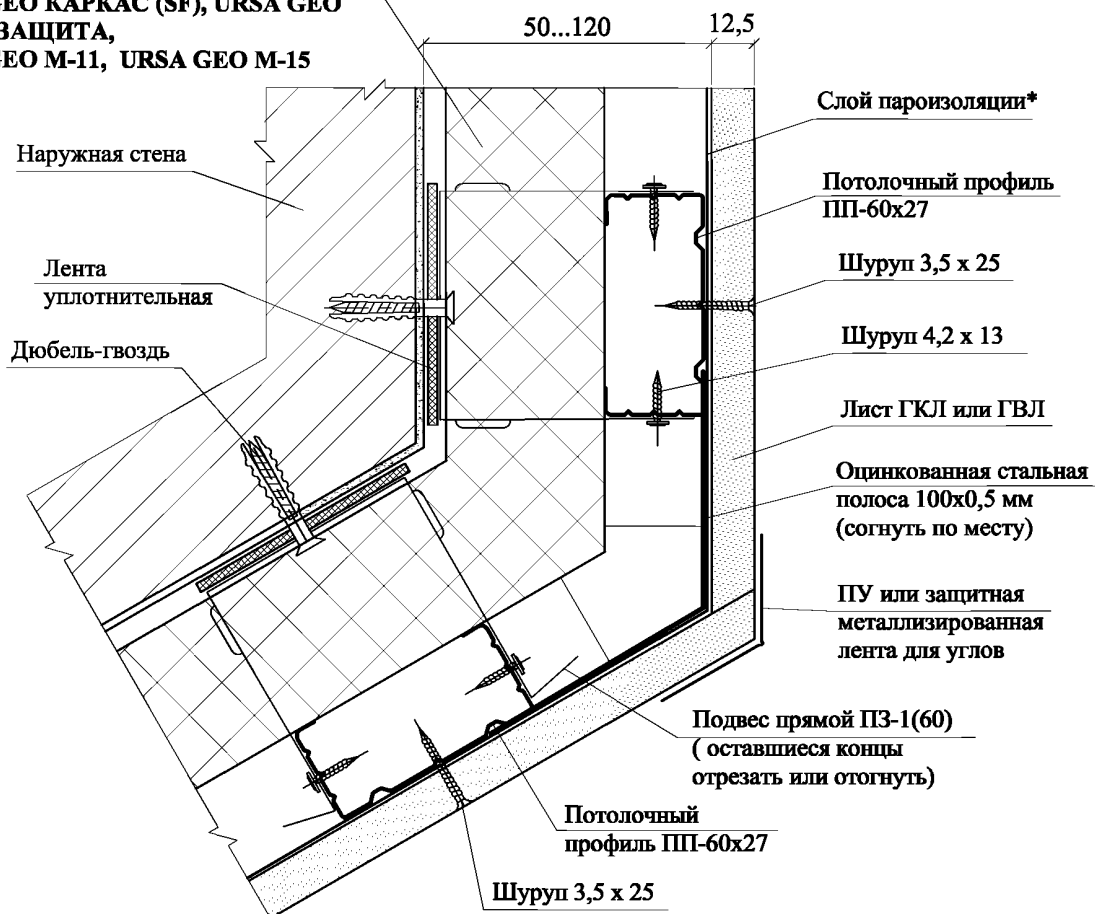 ГЕО КАРКАС (SF), URSA GEO
ЗАЩИТА,
ГЕО М-11, URSA GEO М-15
50...120
12,5
Слой пароизоляции*
Наружная стена
Потолочный профиль
ПП-60х27
Лента
уплотнительная
Шуруп 3,5 х 25
Дюбель-гвоздь
Шуруп 4,2 х 13
Лист ГКЛ или ГВЛ
Оцинкованная стальная
полоса 100х0,5 мм
(согнуть по месту)
ПУ или защитная
металлизированная
лента для углов
Подвес прямой ПЗ-1(60)
( оставшиеся концы
отрезать или отогнуть)
Потолочный
профиль ПП-60х27
Шуруп 3,5 х 25